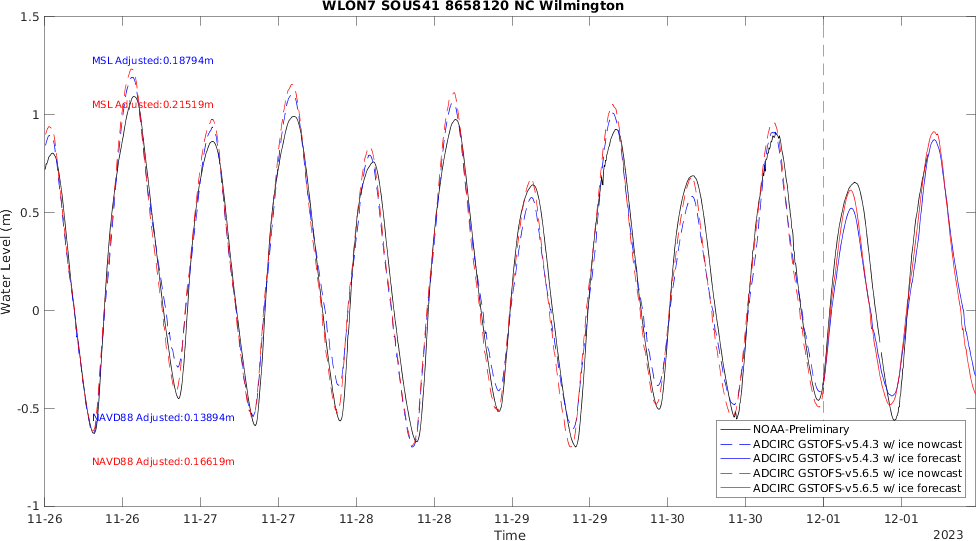 WLON7 SOUS41 8658120 NC Wilmington
1.5
1
0.5
0
-0.5
-1
Water Level (m)
MSL Adjusted:0.18794m
MSL Adjusted:0.21519m
NAVD88 Adjusted:0.13894m
NAVD88 Adjusted:0.16619m
NOAA-Preliminary
ADCIRC GSTOFS-v5.4.3 w/ ice nowcast
ADCIRC GSTOFS-v5.4.3 w/ ice forecast
ADCIRC GSTOFS-v5.6.5 w/ ice nowcast
ADCIRC GSTOFS-v5.6.5 w/ ice forecast
11-26 11-26 11-27 11-27 11-28 11-28 11-29 11-29 11-30 11-30 12-01 12-01
Time
2023